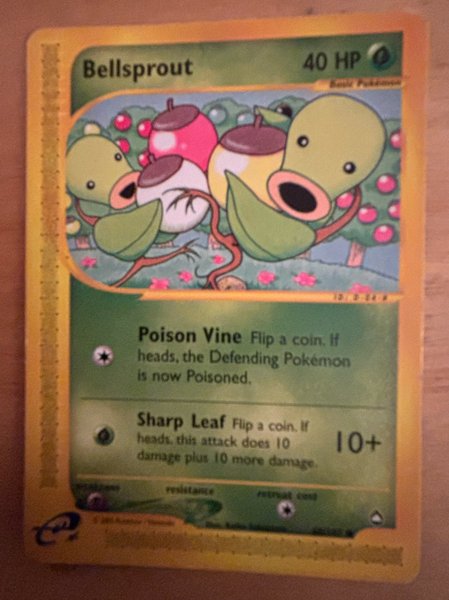 Bellsprout 40 HP
Basic Pokémon
Poison Vine Flip a coin. If
heads, the Defending Pokémon
is now Poisoned.
Sharp Leaf Flip a coin. If
heads, this attack does 10
damage plus 10 more damage.
10+
weakness resistance retreat cost